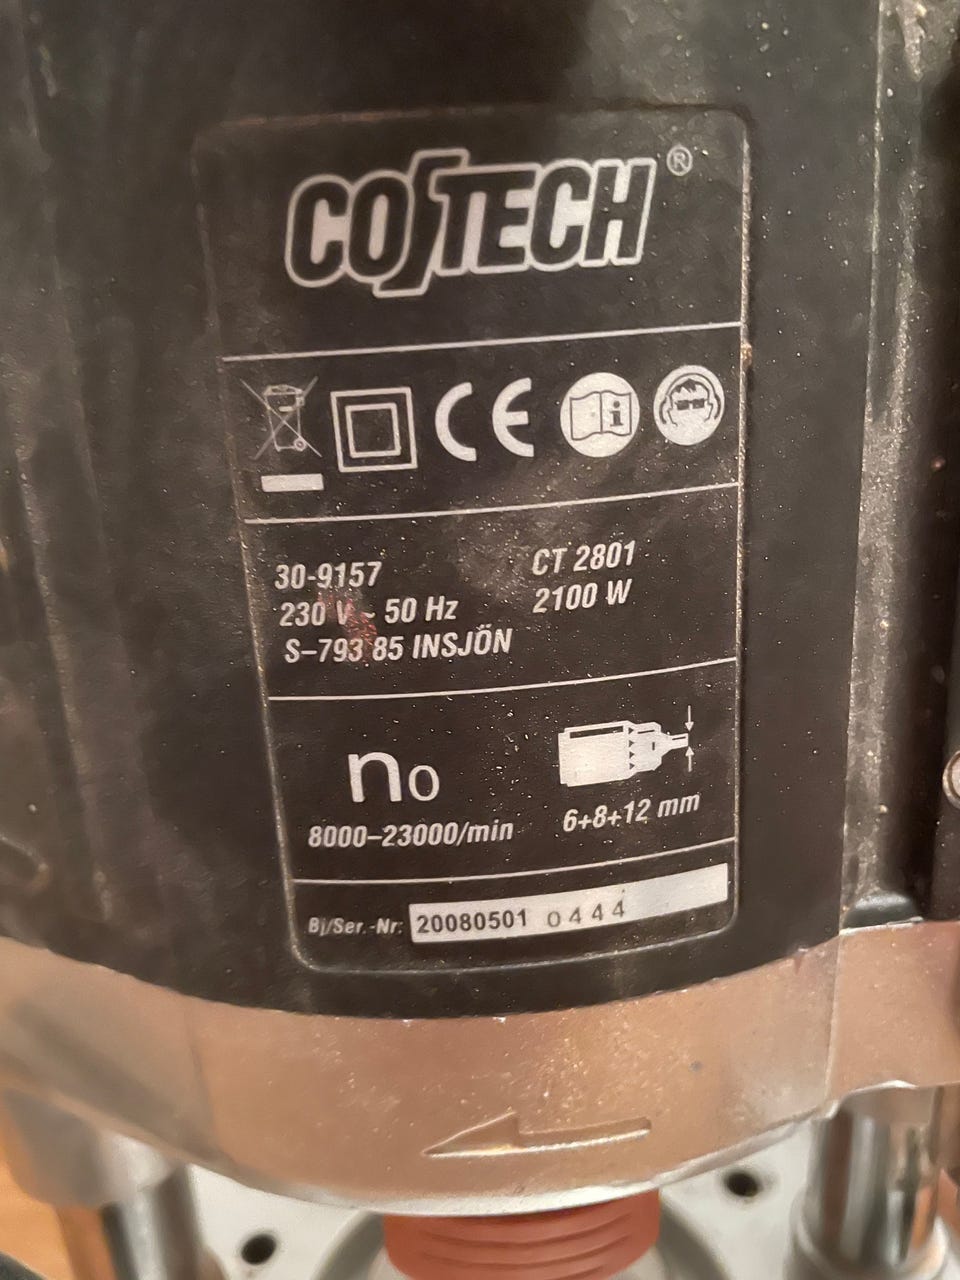 COTECH ®
CE
i
30-9157 CT 2801
230 V ~ 50 Hz 2100 W
S-793 85 INSJÖN
n0
8000-23000/min 6+8+12 mm
Bj/Ser.-Nr: 20080501 0444